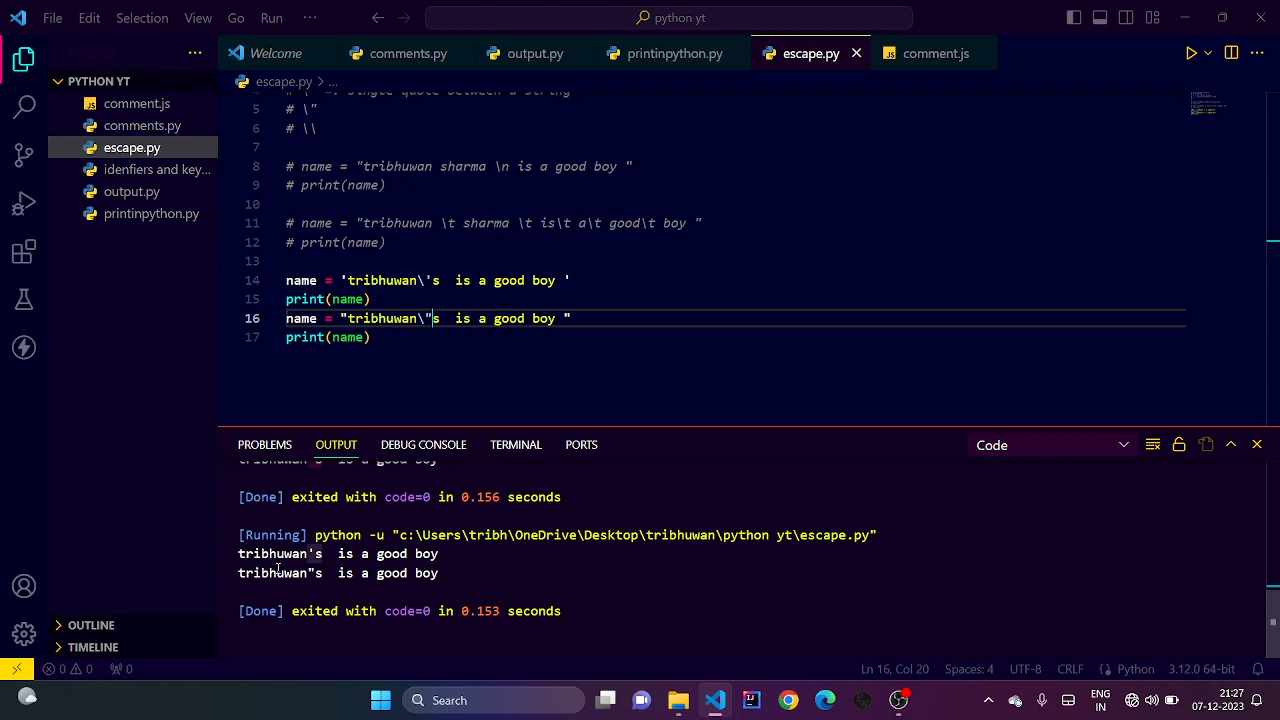 File Edit Selection View Go Run ··· python yt
EXPLORER ···
Welcome comments.py output.py printinpython.py escape.py comment.js ···
PYTHON YT
comment.js
comments.py
escape.py
idenfiers and key...
output.py
printinpython.py
OUTLINE
TIMELINE
escape.py > ...
5 # \"
6 # \\
7
8 # name = "tribhuwan sharma \n is a good boy "
9 # print(name)
10
11 # name = "tribhuwan \t sharma \t is\t a\t good\t boy "
12 # print(name)
13
14 name = 'tribhuwan\'s  is a good boy '
15 print(name)
16 name = "tribhuwan\"s  is a good boy "
17 print(name)
PROBLEMS OUTPUT DEBUG CONSOLE TERMINAL PORTS Code
tribhuwan's  is a good boy
[Done] exited with code=0 in 0.156 seconds
[Running] python -u "c:\Users\tribh\OneDrive\Desktop\tribhuwan\python yt\escape.py"
tribhuwan's  is a good boy
tribhuwan"s  is a good boy
[Done] exited with code=0 in 0.153 seconds
0 0 0 Ln 16, Col 20 Spaces: 4 UTF-8 CRLF Python 3.12.0 64-bit
Search ENG
IN
21:27
07-12-2023